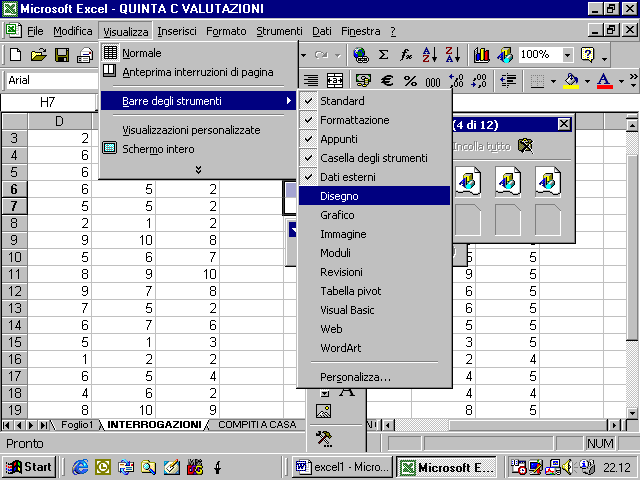 Microsoft Excel - QUINTA C VALUTAZIONI
File Modifica Visualizza Inserisci Formato Strumenti Dati Finestra ?
100%
Arial
000
H7
Normale
Anteprima interruzioni di pagina
Barre degli strumenti
Visualizzazioni personalizzate
Schermo intero
Standard
Formattazione
Appunti
Casella degli strumenti
Dati esterni
Disegno
Grafico
Immagine
Moduli
Revisioni
Tabella pivot
Visual Basic
Web
WordArt
Personalizza...
(4 di 12)
Incolla tutto
D
3 2
4 6
5 6
6 6 5 2
7 5 5 2
8 2 1 2
9 9 10 8
10 5 6 7 5 5
11 8 9 10 9 5
12 9 7 8 6 5
13 7 5 2 6 5
14 6 7 6 6 5
15 5 1 3 3 5
16 1 2 2 2 4
17 6 5 4 5 4
18 4 6 2 5 5
19 8 10 9 8 5
Foglio1 INTERROGAZIONI COMPITI A CASA
Pronto
NUM
Start
excel1 - Micro...
Microsoft E...
22.12